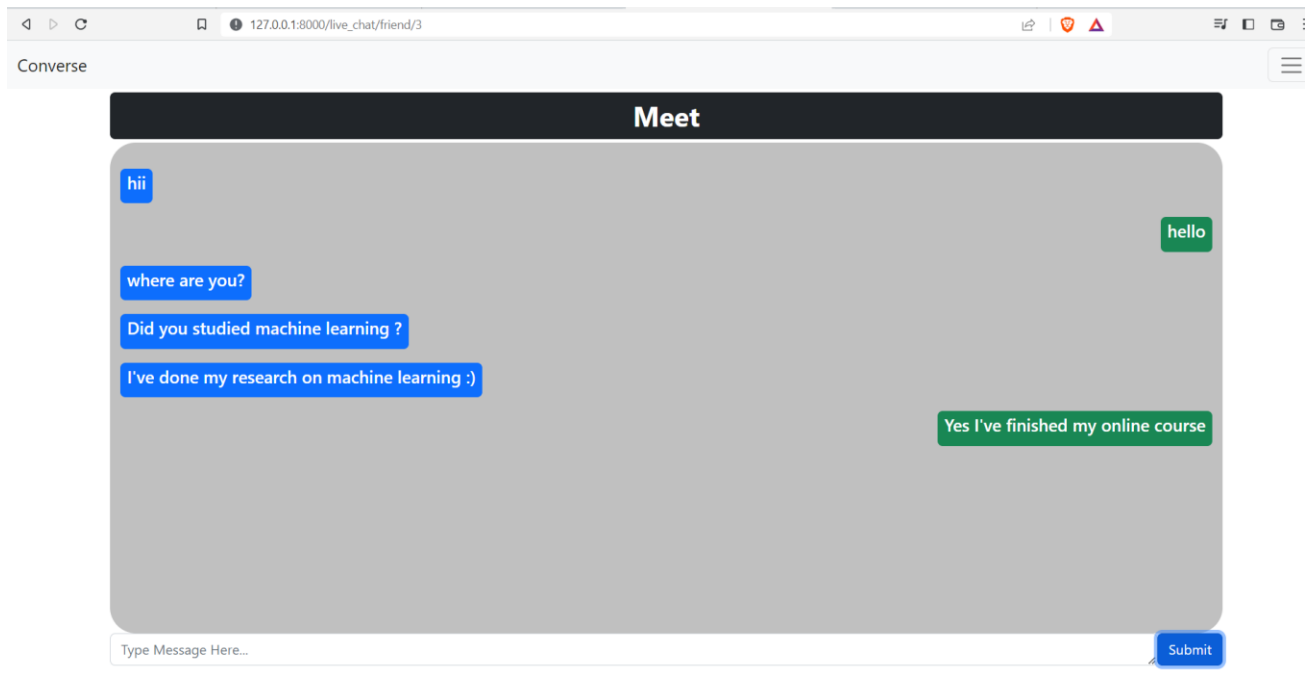 127.0.0.1:8000/live_chat/friend/3
Converse
Meet
hii
hello
where are you?
Did you studied machine learning ?
I've done my research on machine learning :)
Yes I've finished my online course
Type Message Here...
Submit